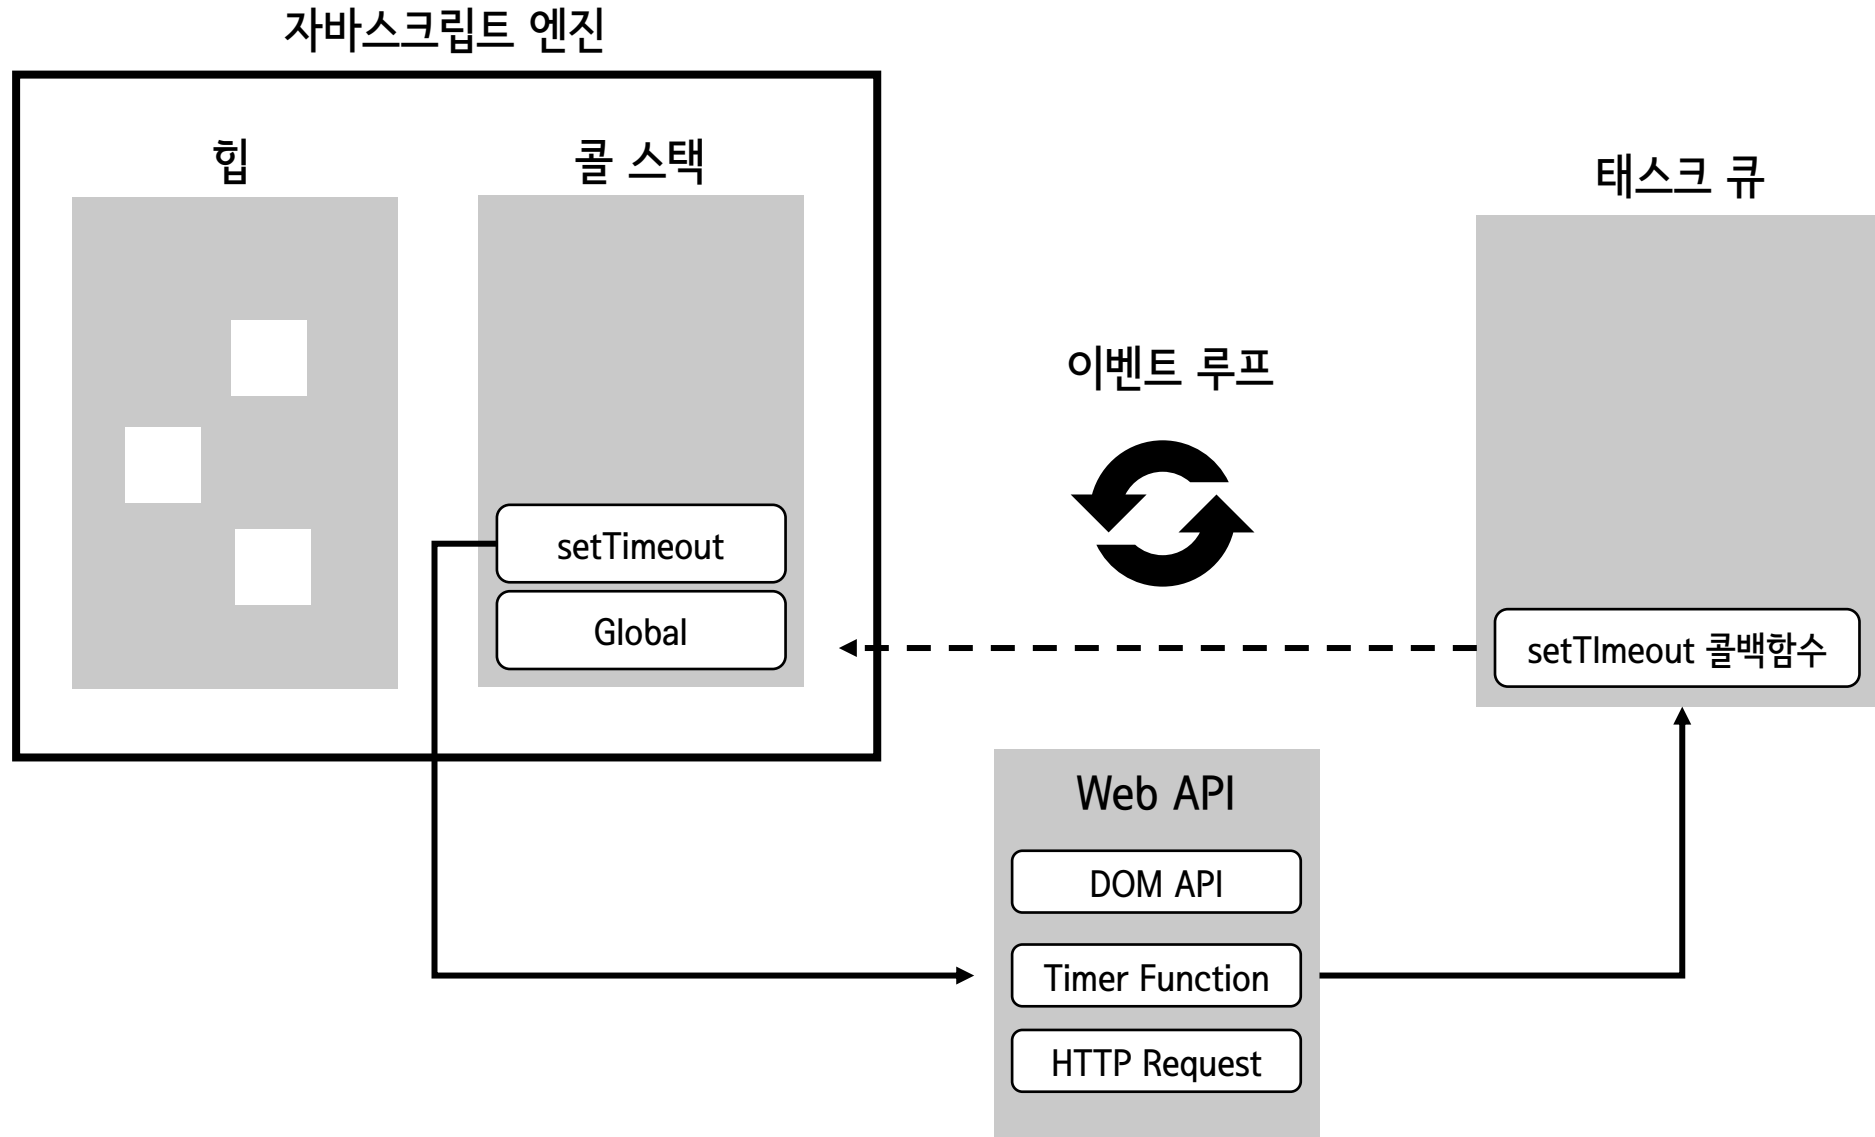 자바스크립트 엔진
힙
콜 스택
setTimeout
Global
이벤트 루프
태스크 큐
setTImeout 콜백함수
Web API
DOM API
Timer Function
HTTP Request